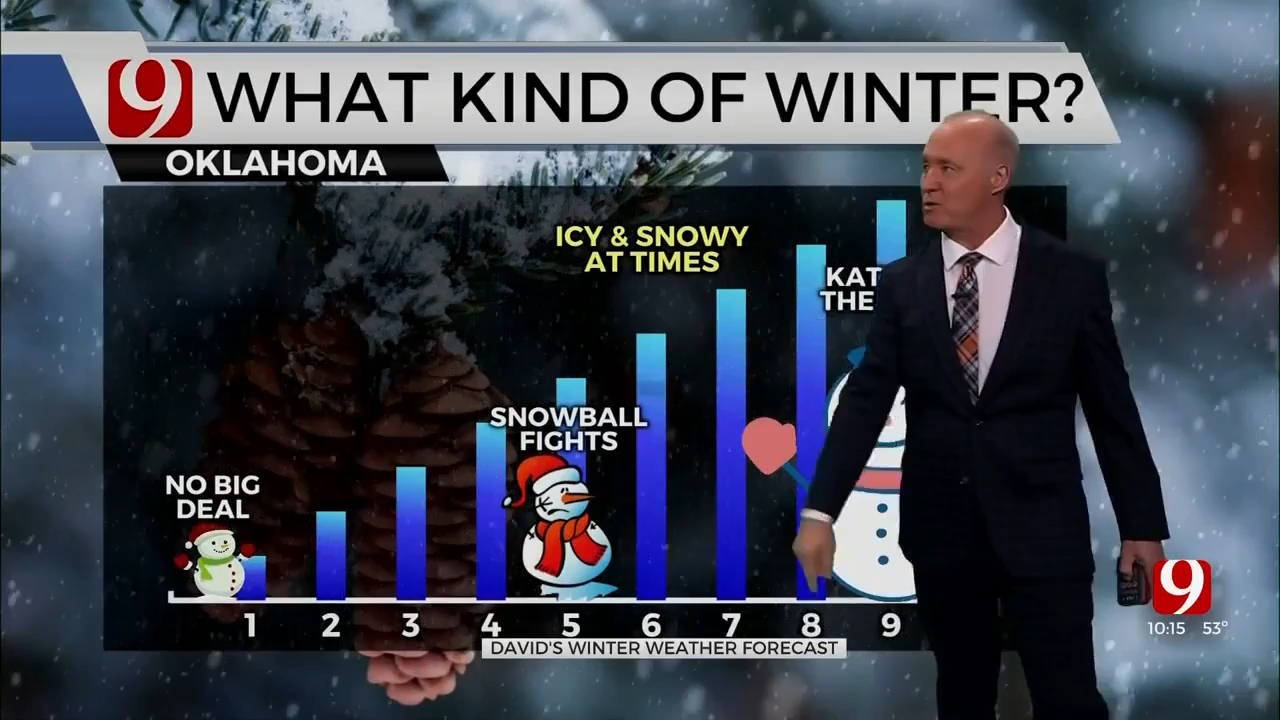 9 WHAT KIND OF WINTER?
OKLAHOMA
ICY & SNOWY
AT TIMES
KAT
THE
SNOWBALL
FIGHTS
NO BIG
DEAL
1 2 3 4 5 6 7 8 9
DAVID'S WINTER WEATHER FORECAST
9
10:15 53°